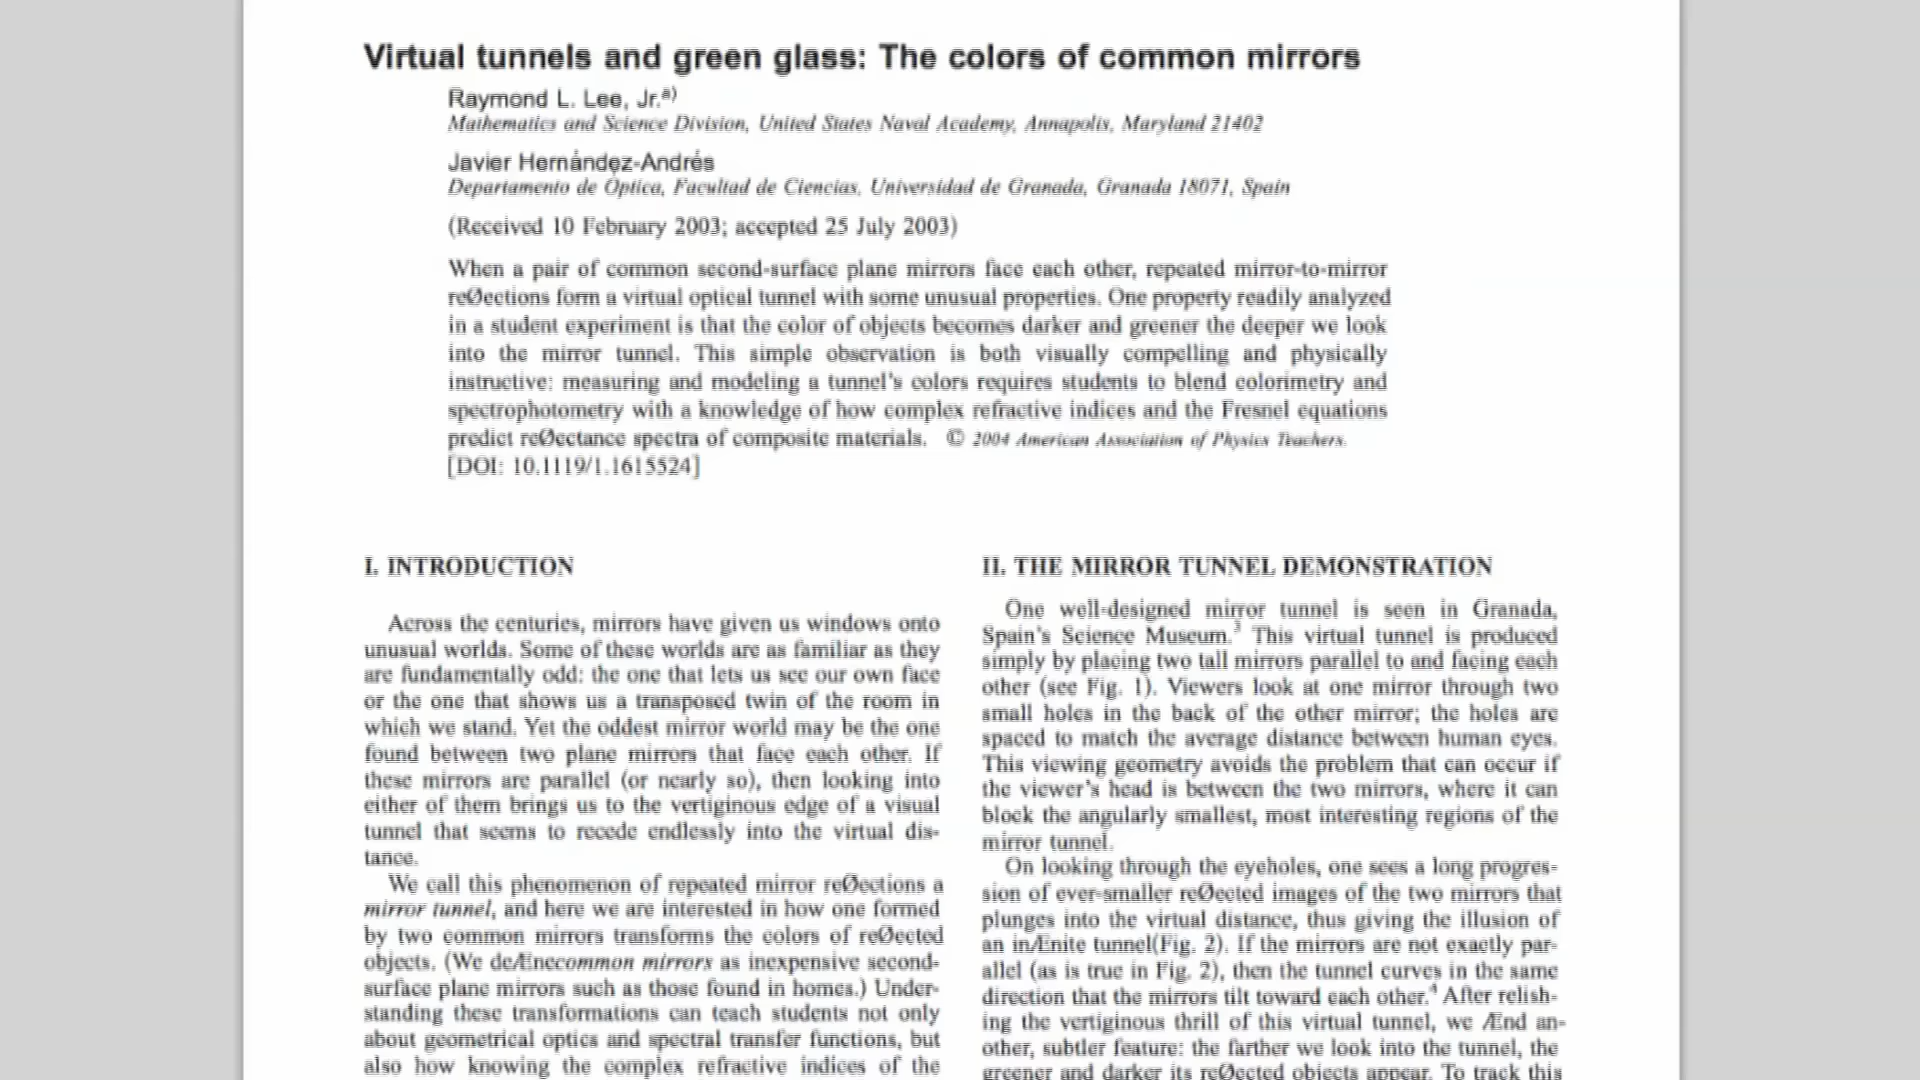 Virtual tunnels and green glass: The colors of common mirrors
Raymond L. Lee, Jr.a)
Mathematics and Science Division, United States Naval Academy, Annapolis, Maryland 21402
Javier Hernández-Andrés
Departamento de Óptica, Facultad de Ciencias, Universidad de Granada, Granada 18071, Spain
(Received 10 February 2003; accepted 25 July 2003)
When a pair of common second-surface plane mirrors face each other, repeated mirror-to-mirror
reØections form a virtual optical tunnel with some unusual properties. One property readily analyzed
in a student experiment is that the color of objects becomes darker and greener the deeper we look
into the mirror tunnel. This simple observation is both visually compelling and physically
instructive: measuring and modeling a tunnel's colors requires students to blend colorimetry and
spectrophotometry with a knowledge of how complex refractive indices and the Fresnel equations
predict reØectance spectra of composite materials. © 2004 American Association of Physics Teachers.
[DOI: 10.1119/1.1615524]
I. INTRODUCTION
Across the centuries, mirrors have given us windows onto
unusual worlds. Some of these worlds are as familiar as they
are fundamentally odd: the one that lets us see our own face
or the one that shows us a transposed twin of the room in
which we stand. Yet the oddest mirror world may be the one
found between two plane mirrors that face each other. If
these mirrors are parallel (or nearly so), then looking into
either of them brings us to the vertiginous edge of a visual
tunnel that seems to recede endlessly into the virtual dis-
tance.
We call this phenomenon of repeated mirror reØections a
mirror tunnel, and here we are interested in how one formed
by two common mirrors transforms the colors of reØected
objects. (We deÆnecommon mirrors as inexpensive second-
surface plane mirrors such as those found in homes.) Under-
standing these transformations can teach students not only
about geometrical optics and spectral transfer functions, but
also how knowing the complex refractive indices of the
II. THE MIRROR TUNNEL DEMONSTRATION
One well-designed mirror tunnel is seen in Granada,
Spain's Science Museum.3 This virtual tunnel is produced
simply by placing two tall mirrors parallel to and facing each
other (see Fig. 1). Viewers look at one mirror through two
small holes in the back of the other mirror; the holes are
spaced to match the average distance between human eyes.
This viewing geometry avoids the problem that can occur if
the viewer's head is between the two mirrors, where it can
block the angularly smallest, most interesting regions of the
mirror tunnel.
On looking through the eyeholes, one sees a long progres-
sion of ever-smaller reØected images of the two mirrors that
plunges into the virtual distance, thus giving the illusion of
an inÆnite tunnel(Fig. 2). If the mirrors are not exactly par-
allel (as is true in Fig. 2), then the tunnel curves in the same
direction that the mirrors tilt toward each other.4 After relish-
ing the vertiginous thrill of this virtual tunnel, we Ænd an-
other, subtler feature: the farther we look into the tunnel, the
greener and darker its reØected objects appear. To track this